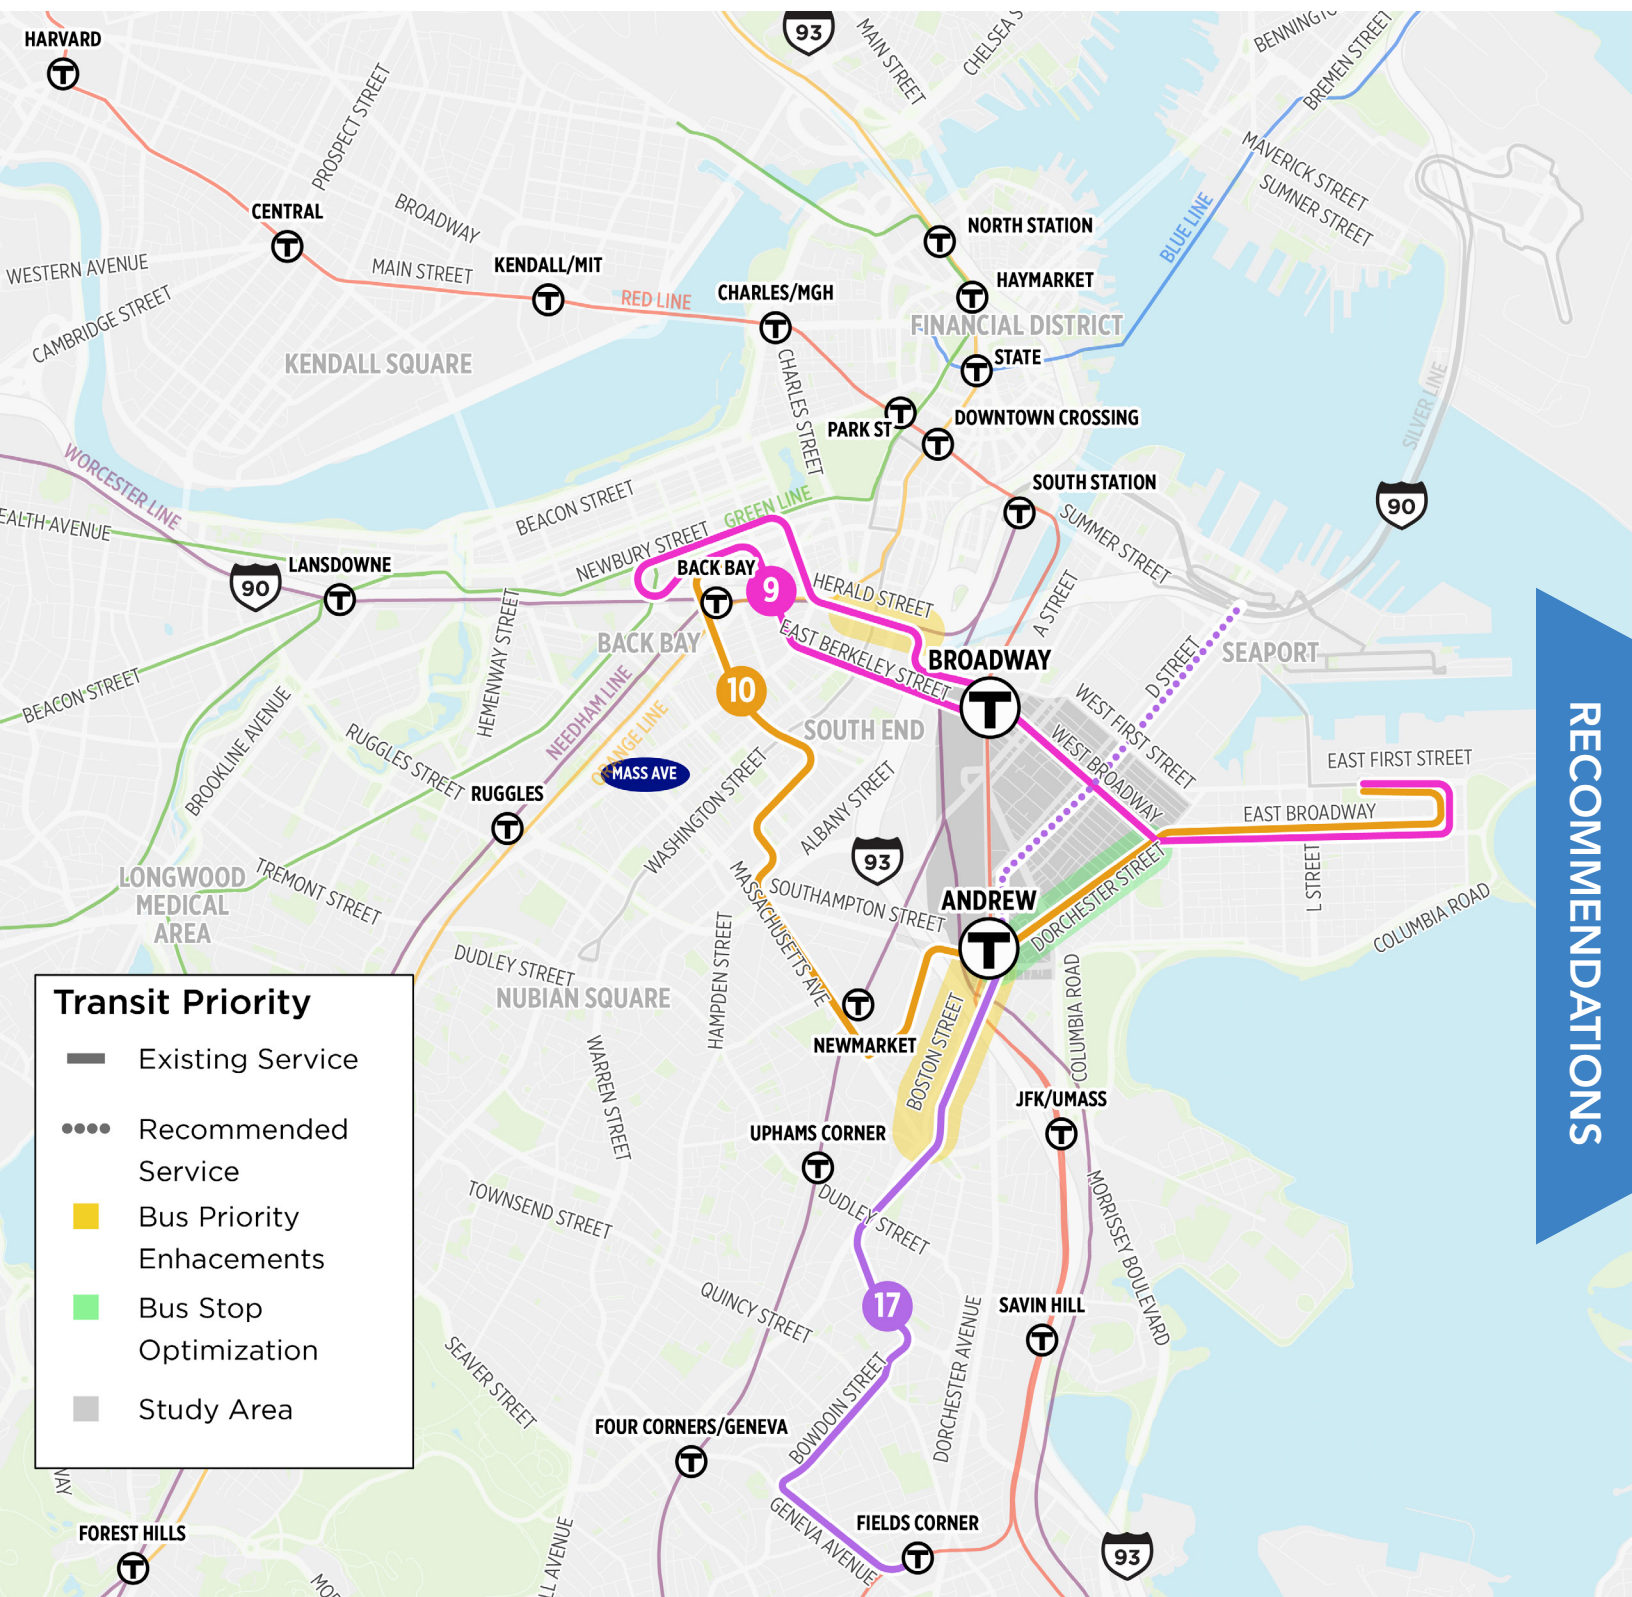 HARVARD
T
93
MAIN STREET
CHELSEA S
BENNINGTO
BREMEN STREET
PROSPECT STREET
MAVERICK STREET
SUMNER STREET
CENTRAL
T
BROADWAY
BLUE LINE
NORTH STATION
T
WESTERN AVENUE
MAIN STREET
KENDALL/MIT
T
RED LINE
CHARLES/MGH
T
HAYMARKET
T
CAMBRIDGE STREET
FINANCIAL DISTRICT
KENDALL SQUARE
CHARLES STREET
STATE
T
SILVER LINE
PARK ST
T
DOWNTOWN CROSSING
T
WORCESTER LINE
BEACON STREET
GREEN LINE
SOUTH STATION
T
90
EALTH AVENUE
NEWBURY STREET
SUMMER STREET
LANSDOWNE
T
90
BACK BAY
T
9
HERALD STREET
A STREET
HEMENWAY STREET
BACK BAY
EAST BERKELEY STREET
BROADWAY
T
D STREET
SEAPORT
BEACON STREET
BROOKLINE AVENUE
NEEDHAM LINE
ORANGE LINE
10
SOUTH END
WEST FIRST STREET
WEST BROADWAY
RUGGLES STREET
MASS AVE
RUGGLES
T
WASHINGTON STREET
ALBANY STREET
EAST FIRST STREET
EAST BROADWAY
93
L STREET
LONGWOOD
MEDICAL
AREA
TREMONT STREET
MASSACHUSETTS AVE
SOUTHAMPTON STREET
ANDREW
T
DORCHESTER STREET
COLUMBIA ROAD
DUDLEY STREET
NUBIAN SQUARE
HAMPDEN STREET
T
NEWMARKET
BOSTON STREET
COLUMBIA ROAD
RECOMMENDATIONS
Transit Priority
Existing Service
Recommended
Service
Bus Priority
Enhacements
Bus Stop
Optimization
Study Area
WARREN STREET
JFK/UMASS
T
UPHAMS CORNER
T
DUDLEY STREET
TOWNSEND STREET
MORRISSEY BOULEVARD
QUINCY STREET
17
SAVIN HILL
T
SEAVER STREET
BOWDOIN STREET
DORCHESTER AVENUE
FOUR CORNERS/GENEVA
T
WAY
GENEVA AVENUE
FIELDS CORNER
T
FOREST HILLS
T
LL AVENUE
93
MOR